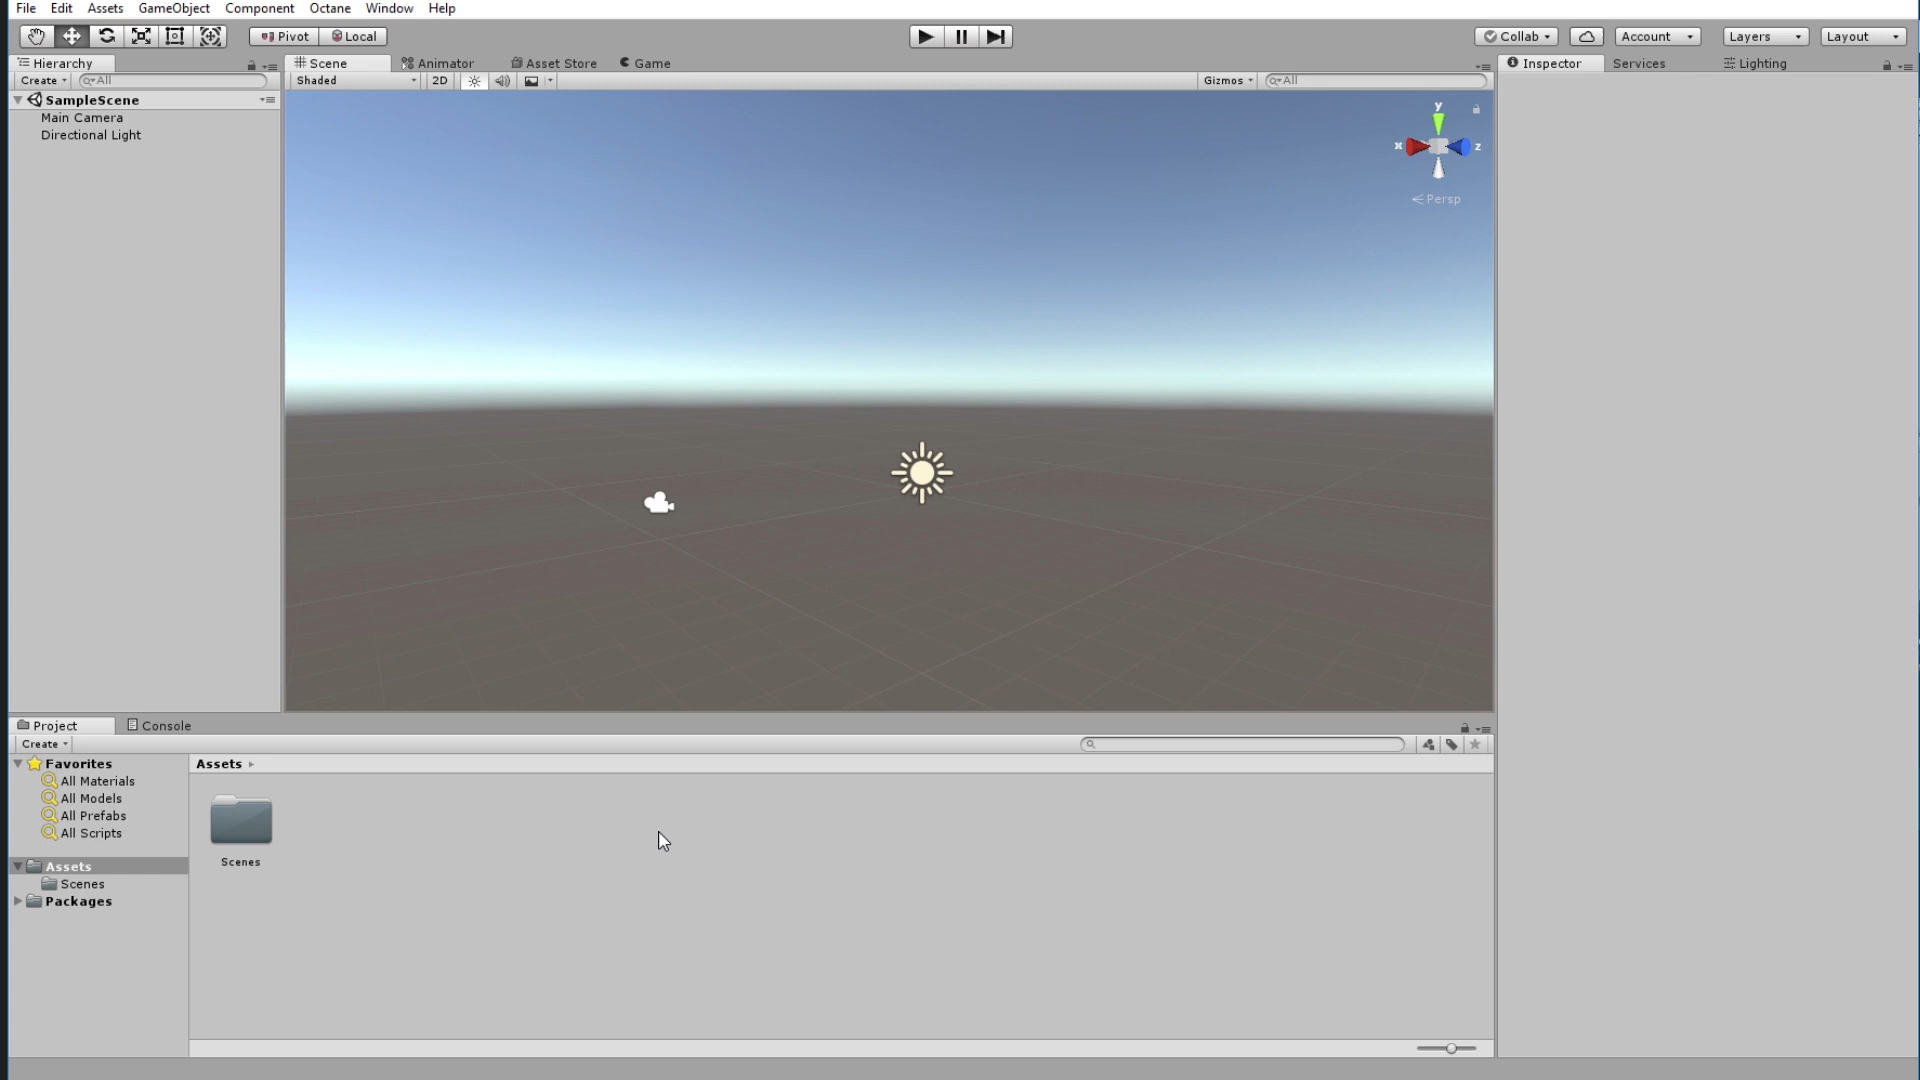 File Edit Assets GameObject Component Octane Window Help
Pivot Local Collab Account Layers Layout
Hierarchy Scene Animator Asset Store Game Inspector Services Lighting
Create All Shaded 2D Gizmos All
SampleScene
Main Camera
Directional Light
y
x z
Persp
Project Console
Create
Favorites Assets
All Materials
All Models
All Prefabs
All Scripts
Scenes
Assets
Scenes
Packages